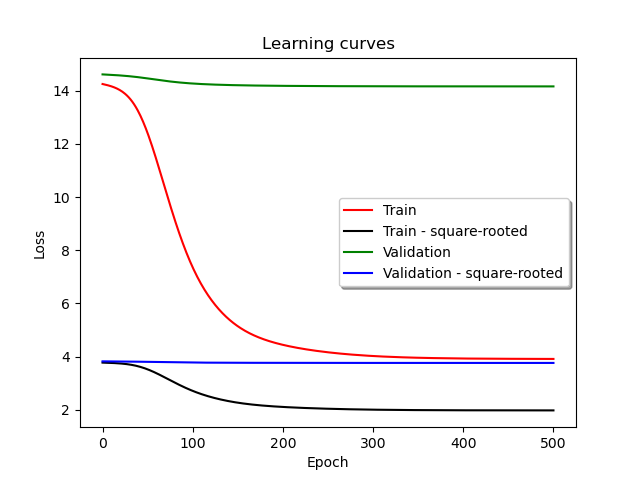 Learning curves
14
12
10
8
6
4
2
Loss
Train
Train - square-rooted
Validation
Validation - square-rooted
0 100 200 300 400 500
Epoch